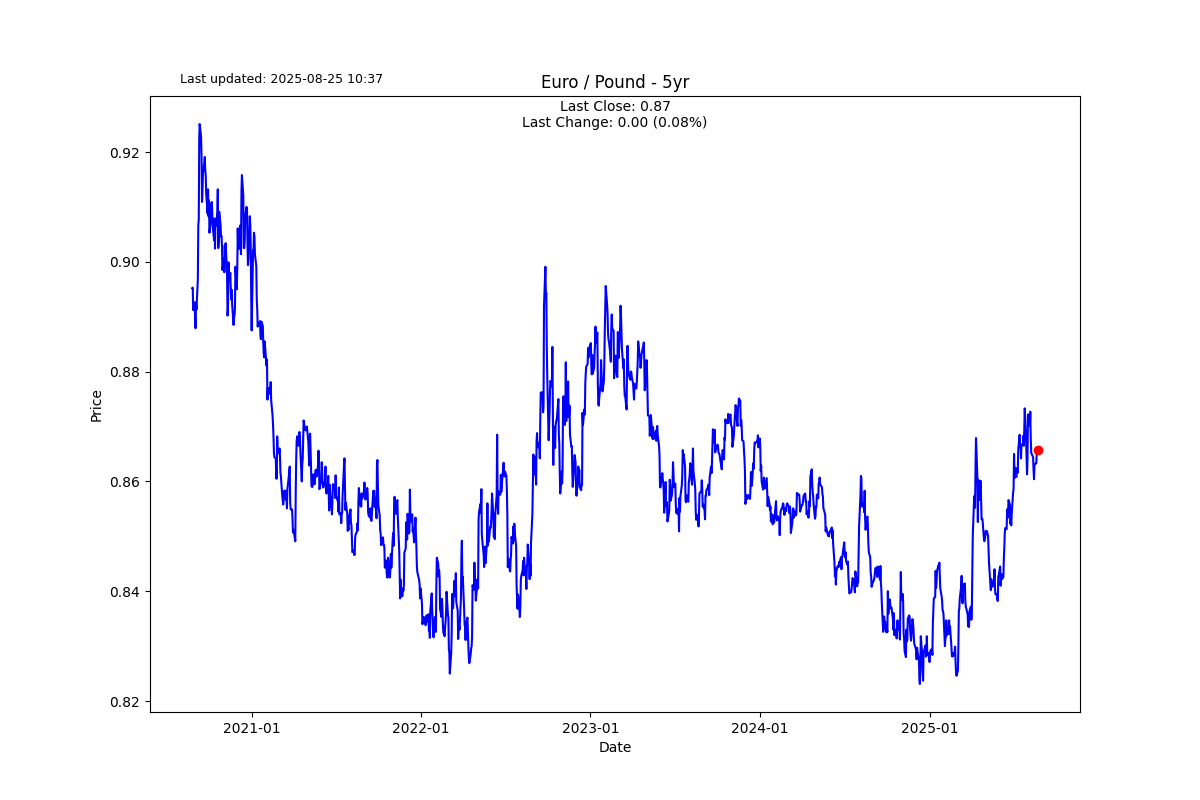 Last updated: 2025-08-25 10:37
Euro / Pound - 5yr
Last Close: 0.87
Last Change: 0.00 (0.08%)
Price
0.92
0.90
0.88
0.86
0.84
0.82
2021-01
2022-01
2023-01
2024-01
2025-01
Date